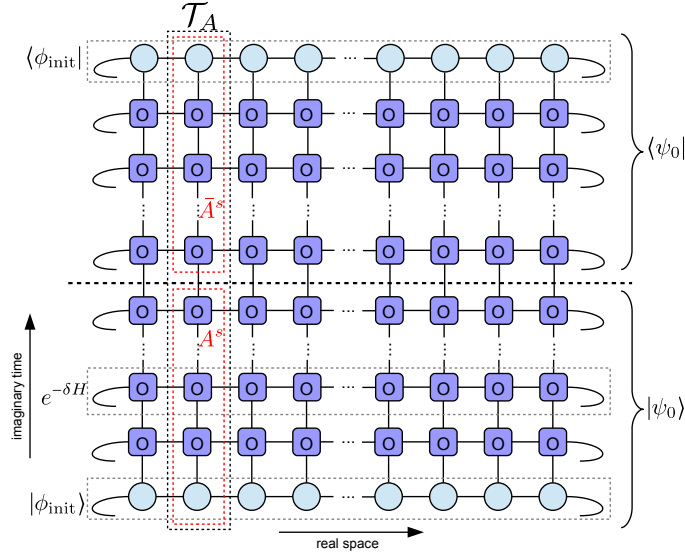 𝒯_A
⟨ϕ_init|
O O O O ... O O O O
O O O O ... O O O O
⟨ψ_0|
Ā^s
O O O O ... O O O O
O O O O ... O O O O
A^s
imaginary time
e^{−δH}
O O O O ... O O O O
|ψ_0⟩
O O O O ... O O O O
|ϕ_init⟩
real space